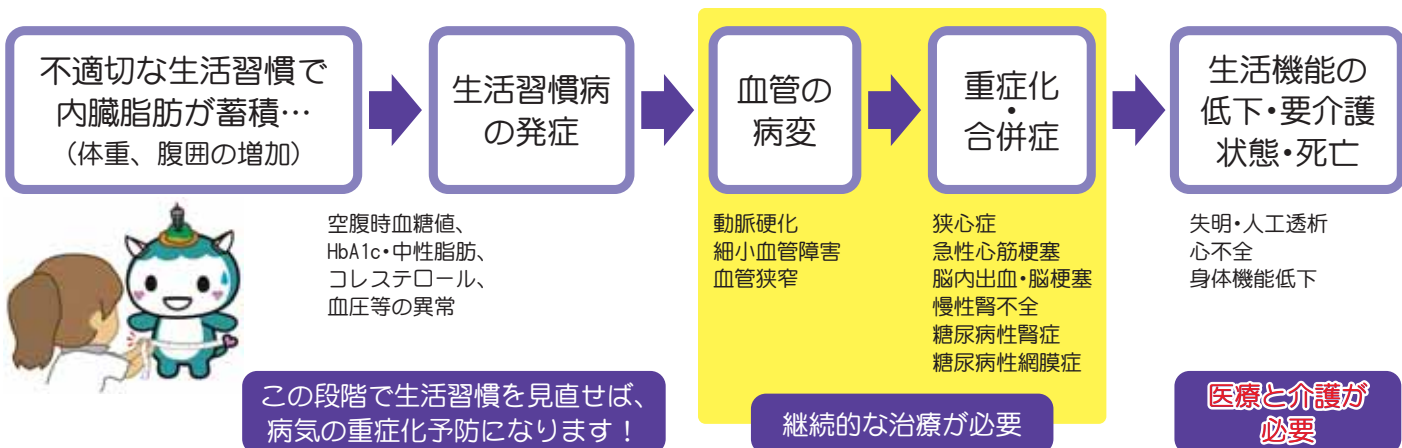 不適切な生活習慣で
内臓脂肪が蓄積…
（体重、腹囲の増加）
生活習慣病
の発症
血管の
病変
重症化
・
合併症
生活機能の
低下・要介護
状態・死亡
空腹時血糖値、
HbA1c・中性脂肪、
コレステロール、
血圧等の異常
動脈硬化
細小血管障害
血管狭窄
狭心症
急性心筋梗塞
脳内出血・脳梗塞
慢性腎不全
糖尿病性腎症
糖尿病性網膜症
失明・人工透析
心不全
身体機能低下
この段階で生活習慣を見直せば、
病気の重症化予防になります！
継続的な治療が必要
医療と介護が
必要